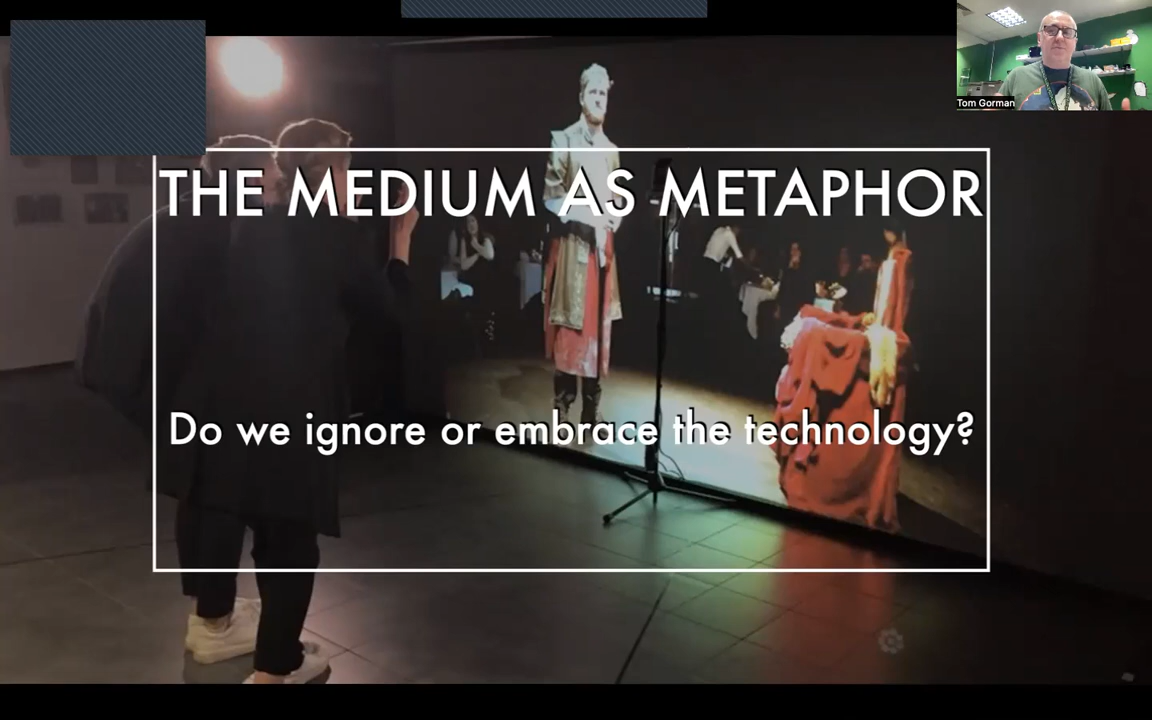 Tom Gorman
THE MEDIUM AS METAPHOR
Do we ignore or embrace the technology?